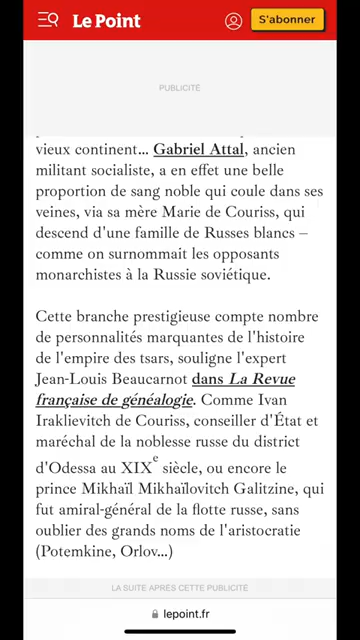 Le Point
S'abonner
PUBLICITÉ
vieux continent... Gabriel Attal, ancien
militant socialiste, a en effet une belle
proportion de sang noble qui coule dans ses
veines, via sa mère Marie de Couriss, qui
descend d'une famille de Russes blancs –
comme on surnommait les opposants
monarchistes à la Russie soviétique.
Cette branche prestigieuse compte nombre
de personnalités marquantes de l'histoire
de l'empire des tsars, souligne l'expert
Jean-Louis Beaucarnot dans La Revue
française de généalogie. Comme Ivan
Iraklievitch de Couriss, conseiller d'État et
maréchal de la noblesse russe du district
d'Odessa au XIXe siècle, ou encore le
prince Mikhaïl Mikhaïlovitch Galitzine, qui
fut amiral-général de la flotte russe, sans
oublier des grands noms de l'aristocratie
(Potemkine, Orlov...)
LA SUITE APRÈS CETTE PUBLICITÉ
lepoint.fr